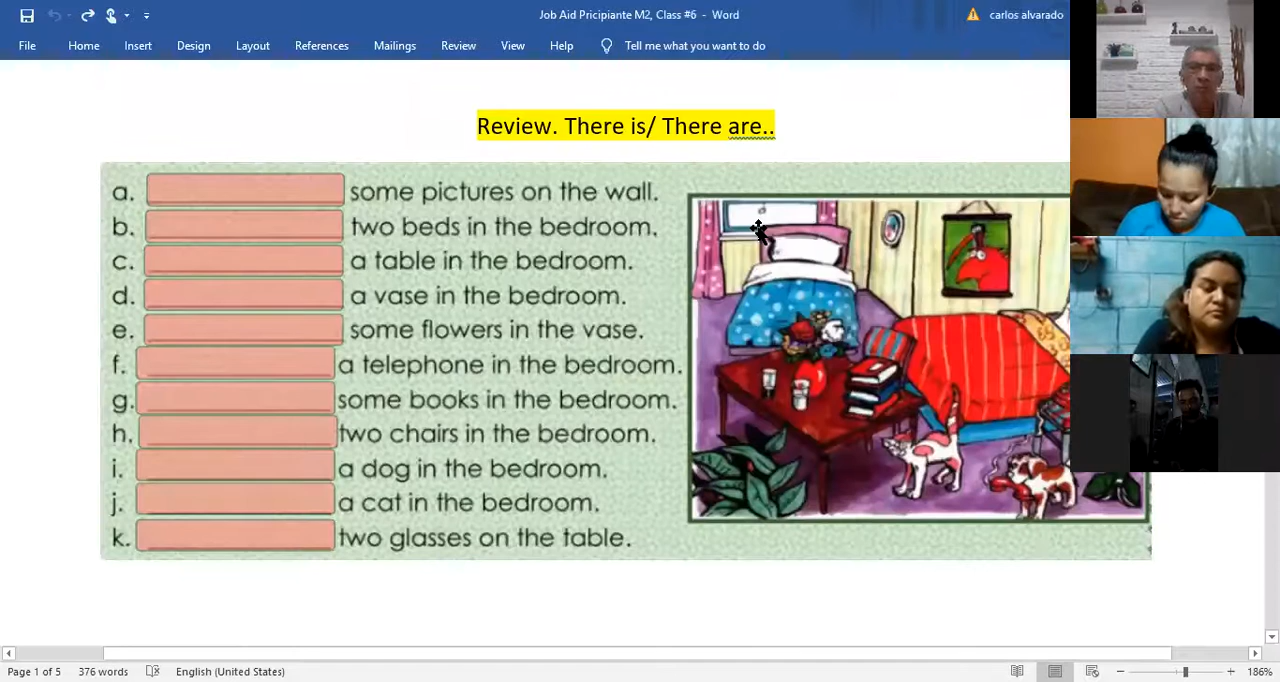 Job Aid Pricipiante M2, Class #6 - Word
carlos alvarado
File Home Insert Design Layout References Mailings Review View Help Tell me what you want to do
Review. There is/ There are..
a. some pictures on the wall.
b. two beds in the bedroom.
c. a table in the bedroom.
d. a vase in the bedroom.
e. some flowers in the vase.
f. a telephone in the bedroom.
g. some books in the bedroom.
h. two chairs in the bedroom.
i. a dog in the bedroom.
j. a cat in the bedroom.
k. two glasses on the table.
Page 1 of 5 376 words English (United States) 186%